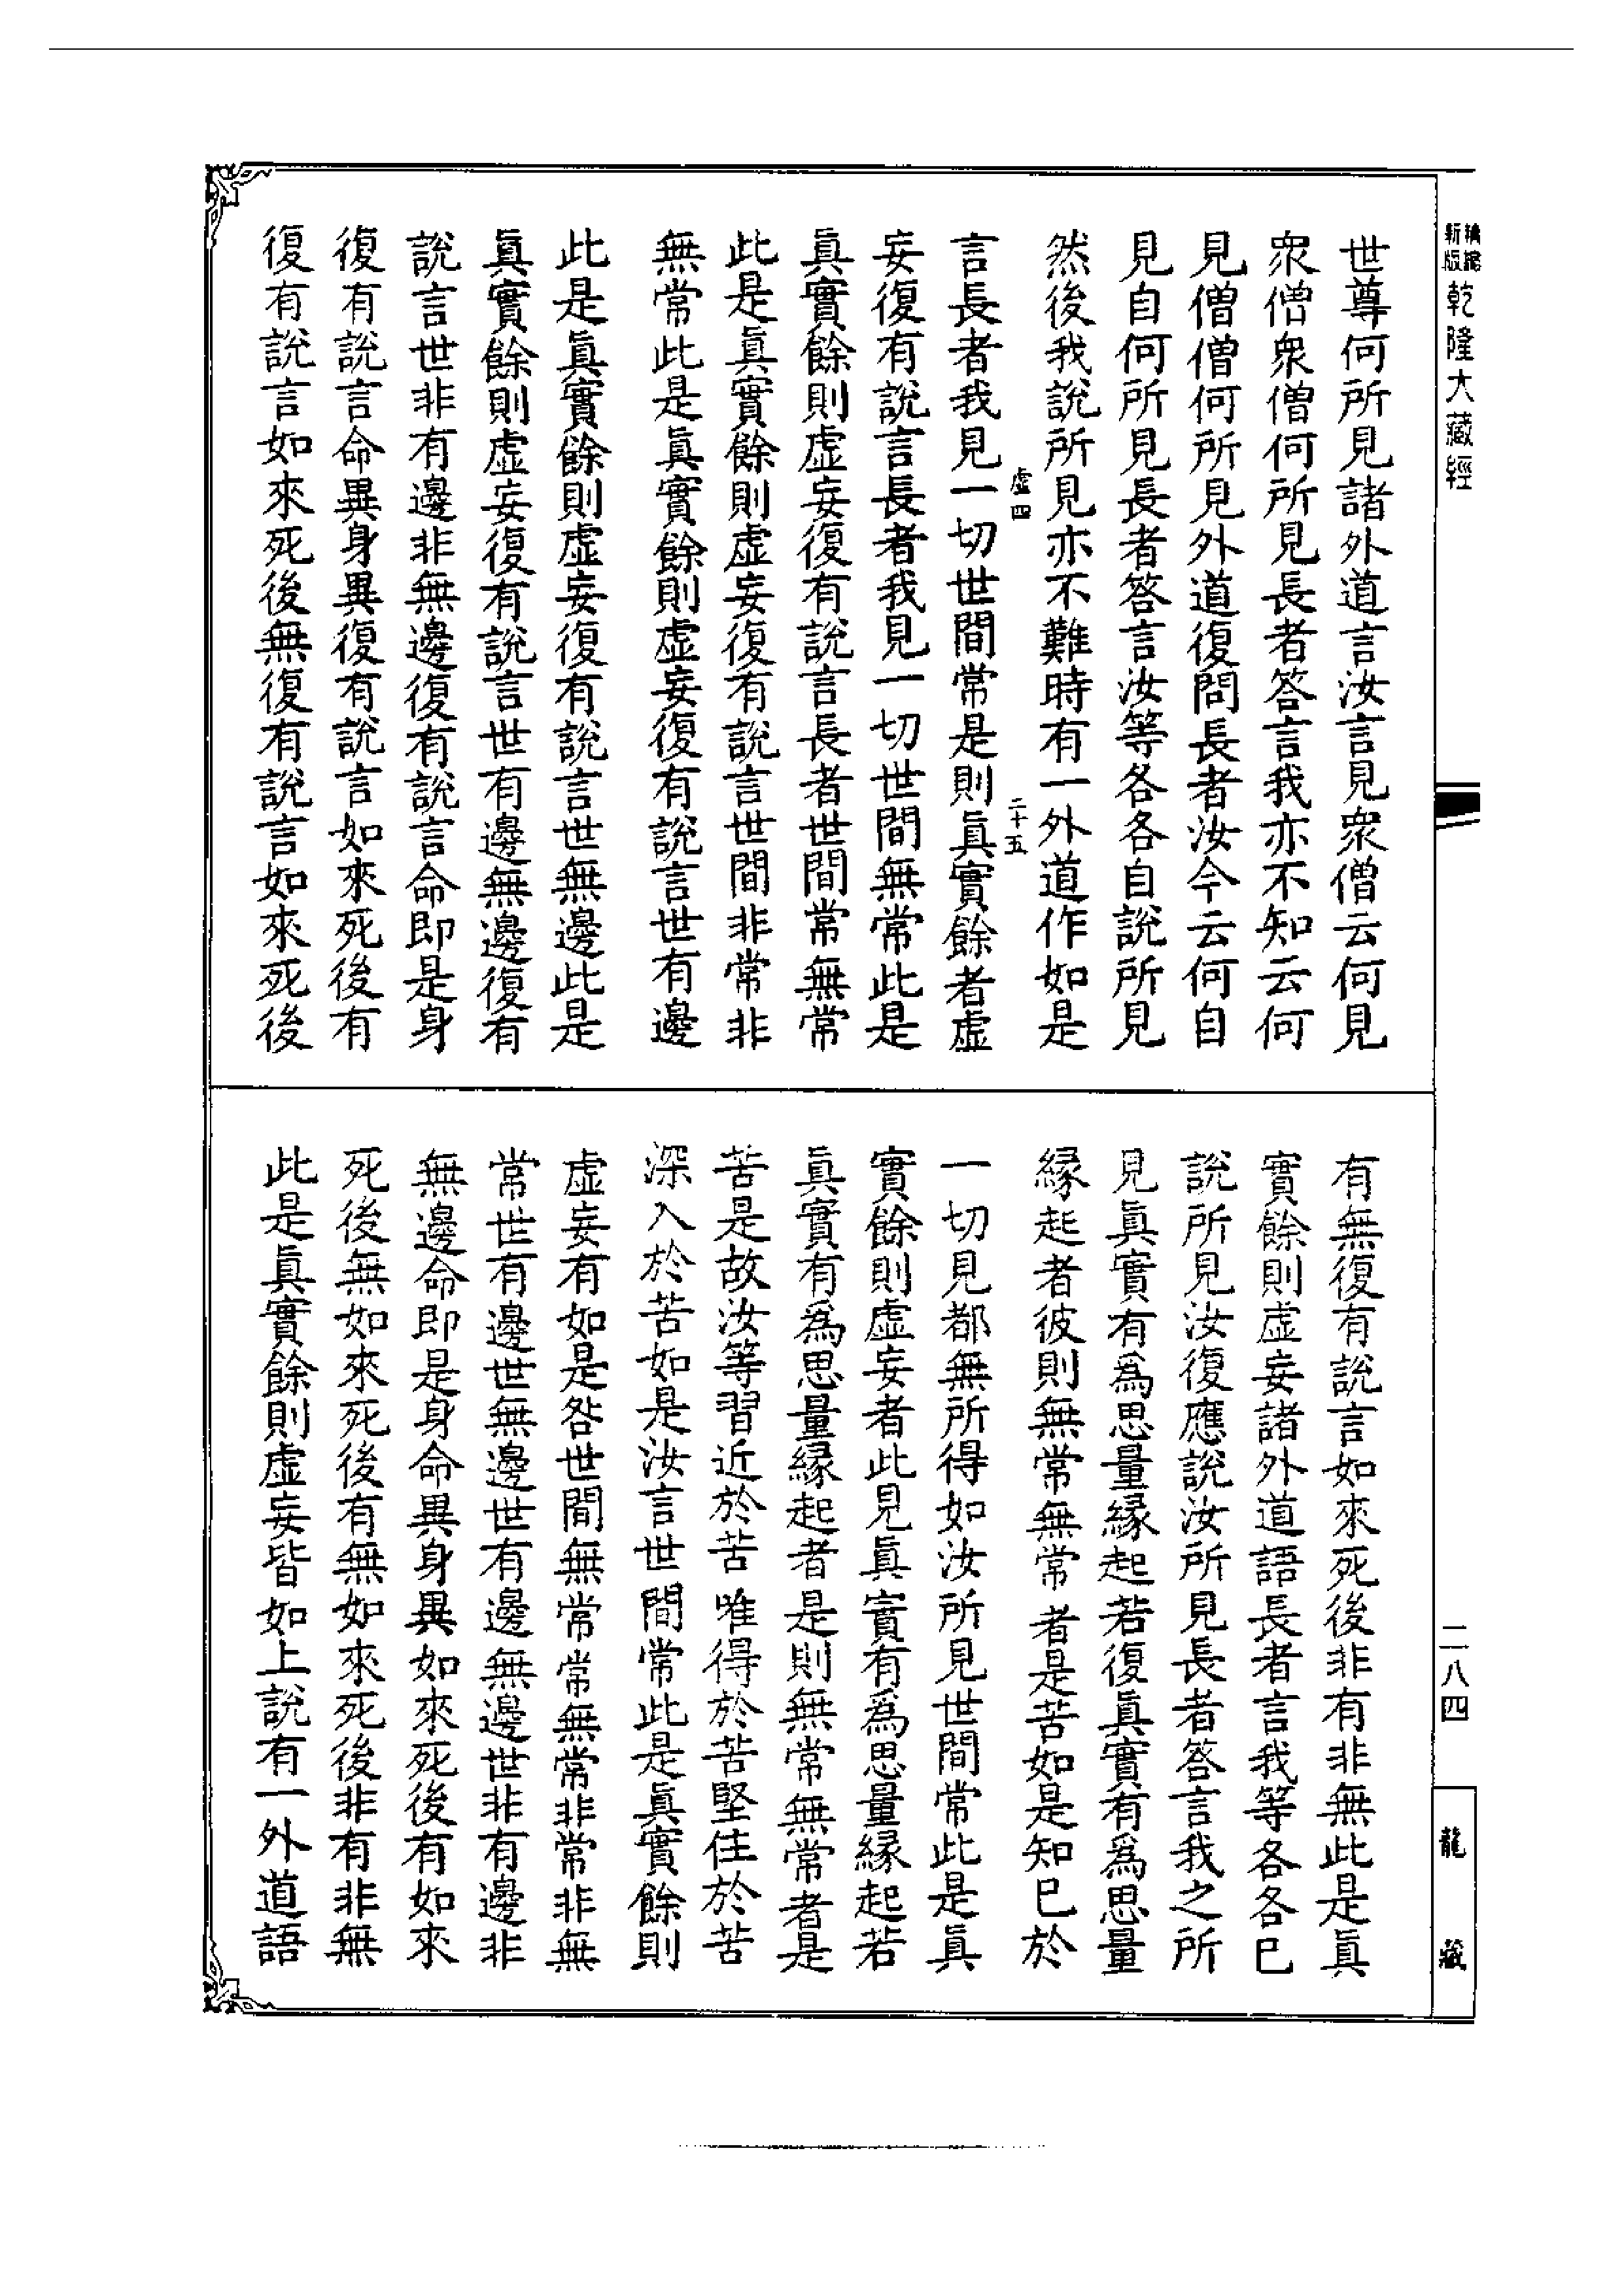 新編縮版乾隆大藏經
世尊何所見諸外道言汝言見衆僧云何見
衆僧衆僧何所見長者答言我亦不知云何
見僧僧何所見外道復問長者汝今云何自
見自何所見長者答言汝等各各自說所見
然後我說所見亦不難時有一外道作如是
虛四
二十五
言長者我見一切世間常是則眞實餘者虛
妄復有說言長者我見一切世間無常此是
眞實餘則虛妄復有說言長者世間常無常
此是眞實餘則虛妄復有說言世間非常非
無常此是眞實餘則虛妄復有說言世有邊
此是眞實餘則虛妄復有說言世無邊此是
眞實餘則虛妄復有說言世有邊無邊復有
說言世非有邊非無邊復有說言命即是身
復有說言命異身異復有說言如來死後有
復有說言如來死後無復有說言如來死後
有無復有說言如來死後非有非無此是眞
實餘則虛妄諸外道語長者言我等各各已
說所見汝復應說汝所見長者答言我之所
見眞實有爲思量緣起若復眞實有爲思量
緣起者彼則無常無常者是苦如是知已於
一切見都無所得如汝所見世間常此是眞
實餘則虛妄者此見眞實有爲思量緣起若
眞實有爲思量緣起者是則無常無常者是
苦是故汝等習近於苦唯得於苦堅住於苦
深入於苦如是汝言世間常此是眞實餘則
虛妄有如是咎世間無常常無常非常非無
常世有邊世無邊世有邊無邊世非有邊非
無邊命即是身命異身異如來死後有如來
死後無如來死後有無如來死後非有非無
此是眞實餘則虛妄皆如上說有一外道語
二八四
龍藏